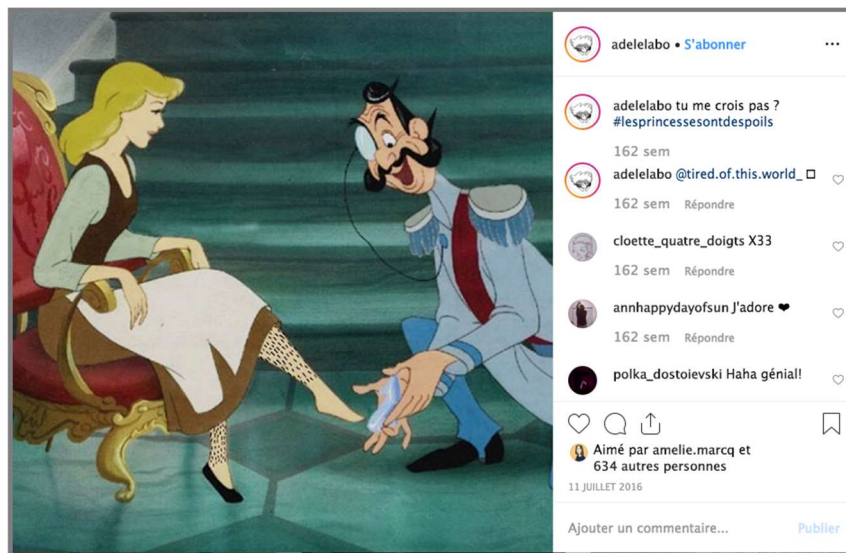 adelelabo • S'abonner
adelelabo tu me crois pas ?
#lesprincessesontdespoils
162 sem
adelelabo @tired.of.this.world_ □
162 sem Répondre
cloette_quatre_doigts X33
162 sem Répondre
annhappydayofsun J'adore ❤
162 sem Répondre
polka_dostoievski Haha génial!
Aimé par amelie.marcq et
634 autres personnes
11 JUILLET 2016
Ajouter un commentaire... Publier